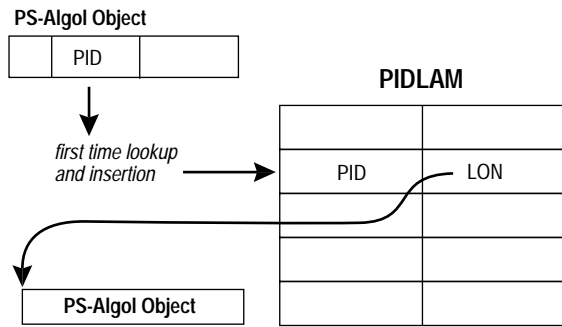 PS-Algol Object
PID
first time lookup
and insertion
PIDLAM
PID LON
PS-Algol Object